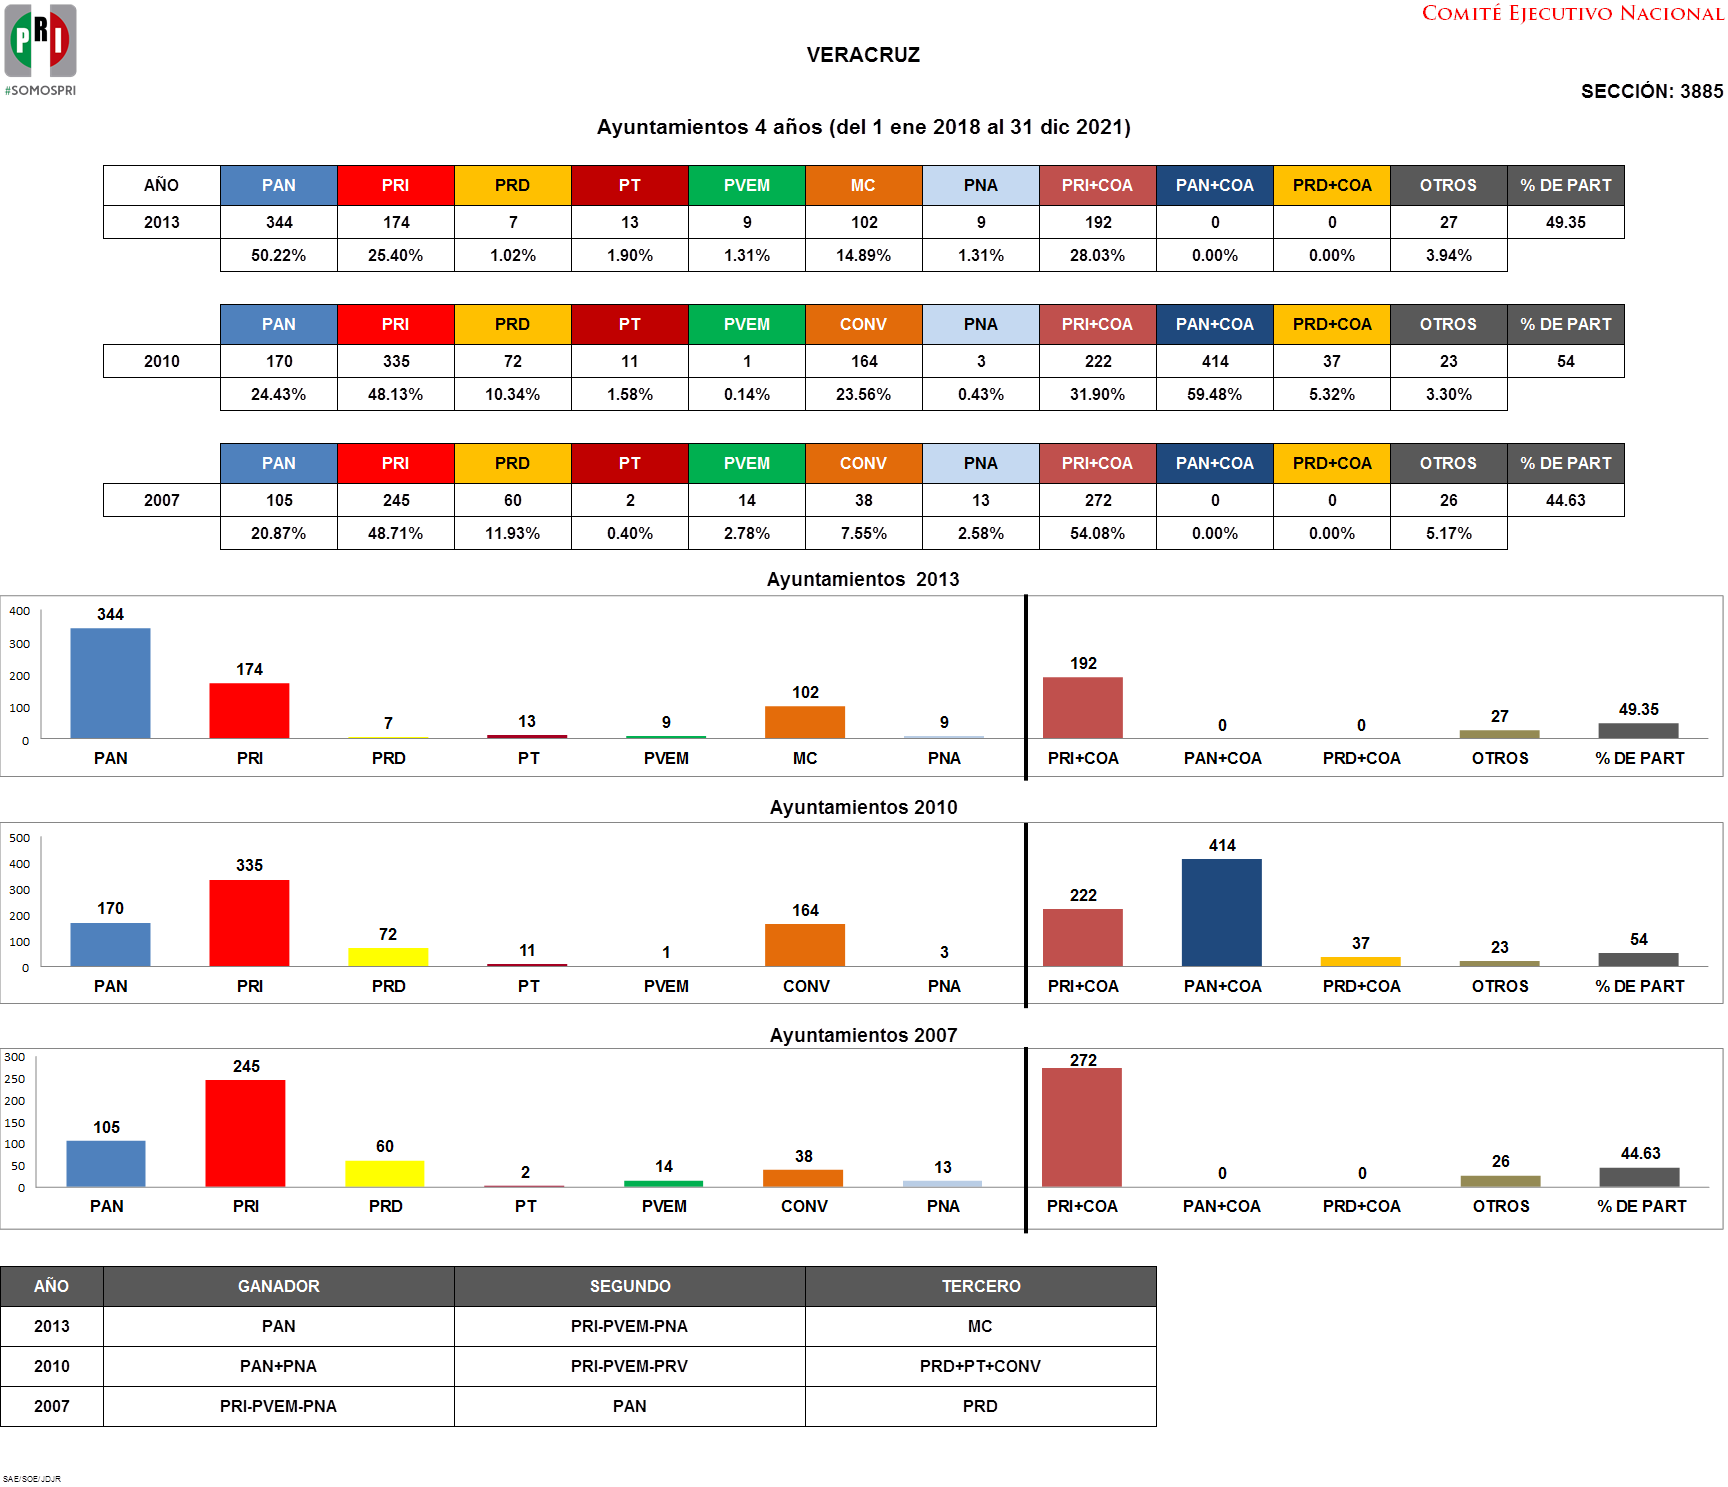 PRI
#SOMOSPRI
COMITÉ EJECUTIVO NACIONAL
VERACRUZ
SECCIÓN: 3885
Ayuntamientos 4 años (del 1 ene 2018 al 31 dic 2021)
AÑO PAN PRI PRD PT PVEM MC PNA PRI+COA PAN+COA PRD+COA OTROS % DE PART
2013 344 174 7 13 9 102 9 192 0 0 27 49.35
50.22% 25.40% 1.02% 1.90% 1.31% 14.89% 1.31% 28.03% 0.00% 0.00% 3.94%
PAN PRI PRD PT PVEM CONV PNA PRI+COA PAN+COA PRD+COA OTROS % DE PART
2010 170 335 72 11 1 164 3 222 414 37 23 54
24.43% 48.13% 10.34% 1.58% 0.14% 23.56% 0.43% 31.90% 59.48% 5.32% 3.30%
PAN PRI PRD PT PVEM CONV PNA PRI+COA PAN+COA PRD+COA OTROS % DE PART
2007 105 245 60 2 14 38 13 272 0 0 26 44.63
20.87% 48.71% 11.93% 0.40% 2.78% 7.55% 2.58% 54.08% 0.00% 0.00% 5.17%
Ayuntamientos 2013
400
300
200
100
0
344 174 7 13 9 102 9 192 0 0 27 49.35
PAN PRI PRD PT PVEM MC PNA PRI+COA PAN+COA PRD+COA OTROS % DE PART
Ayuntamientos 2010
500
400
300
200
100
0
170 335 72 11 1 164 3 222 414 37 23 54
PAN PRI PRD PT PVEM CONV PNA PRI+COA PAN+COA PRD+COA OTROS % DE PART
Ayuntamientos 2007
300
250
200
150
100
50
0
105 245 60 2 14 38 13 272 0 0 26 44.63
PAN PRI PRD PT PVEM CONV PNA PRI+COA PAN+COA PRD+COA OTROS % DE PART
AÑO GANADOR SEGUNDO TERCERO
2013 PAN PRI-PVEM-PNA MC
2010 PAN+PNA PRI-PVEM-PRV PRD+PT+CONV
2007 PRI-PVEM-PNA PAN PRD
SAE/SOE/JDJR